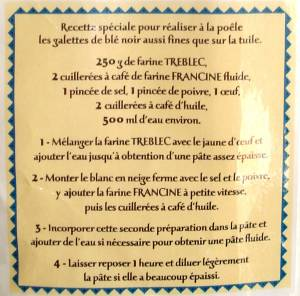 Recette spéciale pour réaliser à la poêle
les galettes de blé noir aussi fines que sur la tuile.
250 g de farine TREBLEC,
2 cuillerées à café de farine FRANCINE fluide,
1 pincée de sel, 1 pincée de poivre, 1 œuf,
2 cuillerées à café d'huile,
500 ml d'eau environ.
1 - Mélanger la farine TREBLEC avec le jaune d'œuf et
ajouter l'eau jusqu'à obtention d'une pâte assez épaisse.
2 - Monter le blanc en neige ferme avec le sel et le poivre,
y ajouter la farine FRANCINE à petite vitesse,
puis les cuillerées à café d'huile.
3 - Incorporer cette seconde préparation dans la pâte et
ajouter de l'eau si nécessaire pour obtenir une pâte fluide.
4 - Laisser reposer 1 heure et diluer légèrement
la pâte si elle a beaucoup épaissi.